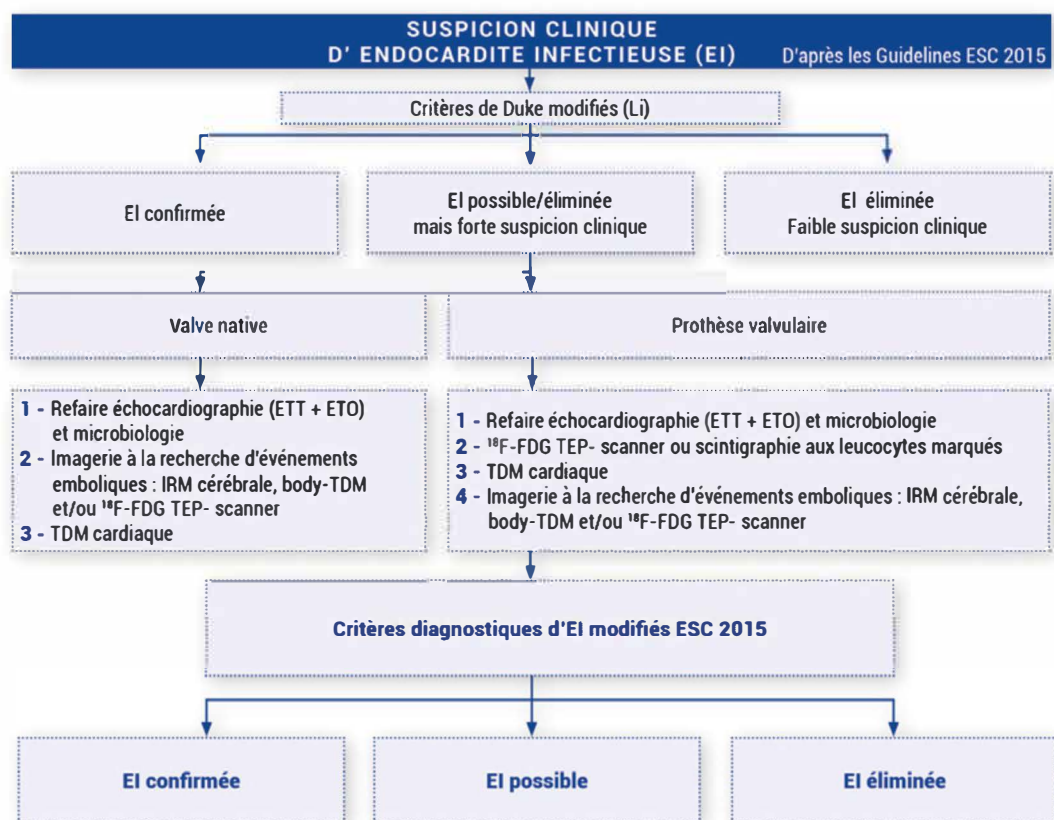 SUSPICION CLINIQUE
D' ENDOCARDITE INFECTIEUSE (EI)
D'après les Guidelines ESC 2015
Critères de Duke modifiés (Li)
EI confirmée
EI possible/éliminée
mais forte suspicion clinique
EI éliminée
Faible suspicion clinique
Valve native
Prothèse valvulaire
1 - Refaire échocardiographie (ETT + ETO)
et microbiologie
2 - Imagerie à la recherche d'événements
emboliques : IRM cérébrale, body-TDM
et/ou ¹⁸F-FDG TEP- scanner
3 - TDM cardiaque
1 - Refaire échocardiographie (ETT + ETO) et microbiologie
2 - ¹⁸F-FDG TEP- scanner ou scintigraphie aux leucocytes marqués
3 - TDM cardiaque
4 - Imagerie à la recherche d'événements emboliques : IRM cérébrale,
body-TDM et/ou ¹⁸F-FDG TEP- scanner
Critères diagnostiques d'EI modifiés ESC 2015
EI confirmée
EI possible
EI éliminée